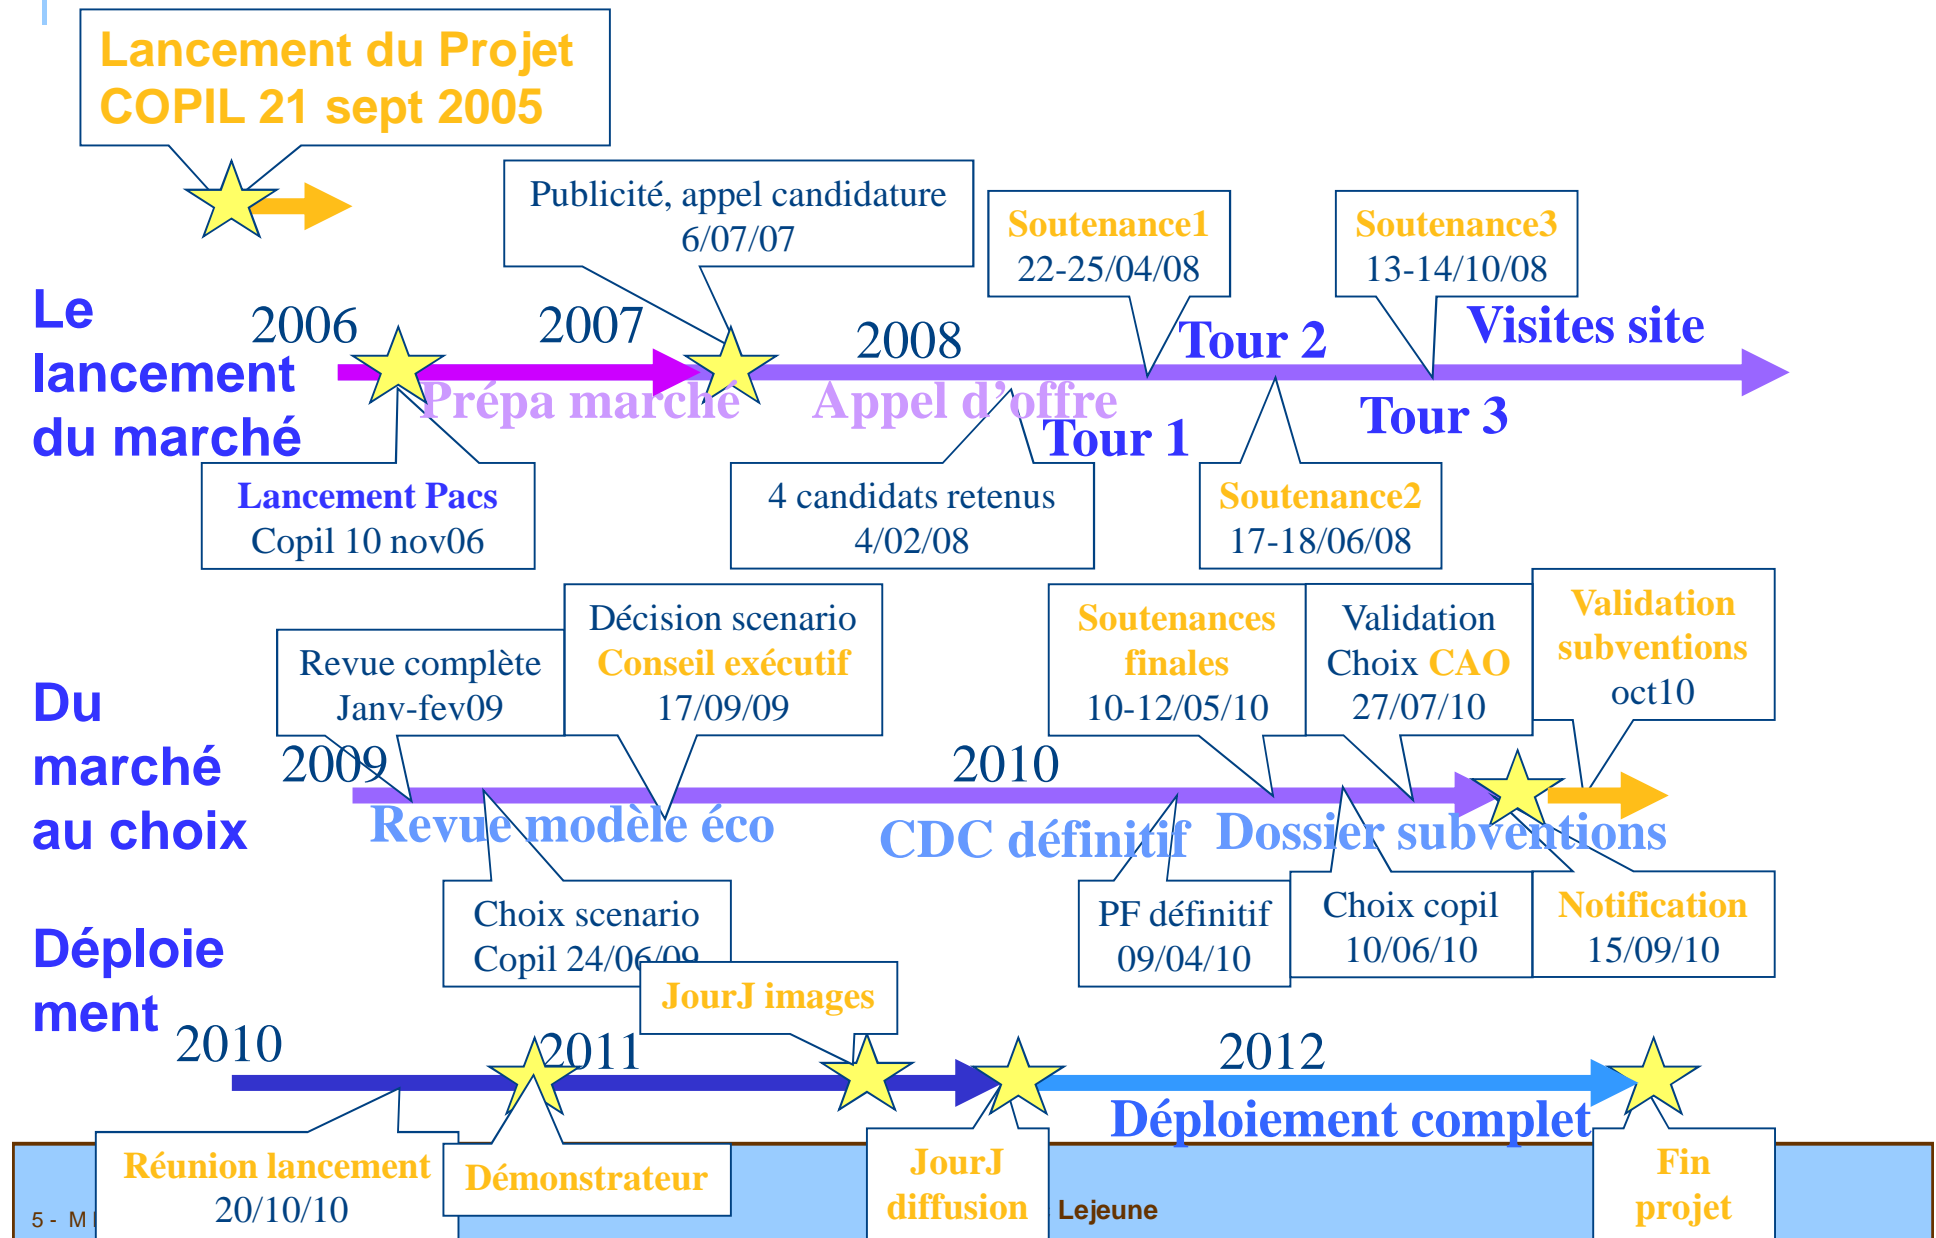 Lancement du Projet
COPIL 21 sept 2005
Publicité, appel candidature
6/07/07
Soutenance1
22-25/04/08
Soutenance3
13-14/10/08
Le
lancement
du marché
2006
2007
2008
Tour 2
Visites site
Prépa marché
Appel d’offre
Tour 1
Tour 3
Lancement Pacs
Copil 10 nov06
4 candidats retenus
4/02/08
Soutenance2
17-18/06/08
Revue complète
Janv-fev09
Décision scenario
Conseil exécutif
17/09/09
Soutenances
finales
10-12/05/10
Validation
Choix CAO
27/07/10
Validation
subventions
oct10
Du
marché
au choix
2009
2010
Revue modèle éco
CDC définitif
Dossier subventions
Choix scenario
Copil 24/06/09
PF définitif
09/04/10
Choix copil
10/06/10
Notification
15/09/10
Déploie
ment
JourJ images
2010
2011
2012
Déploiement complet
Réunion lancement
20/10/10
Démonstrateur
JourJ
diffusion
Fin
projet
5 - M
Lejeune